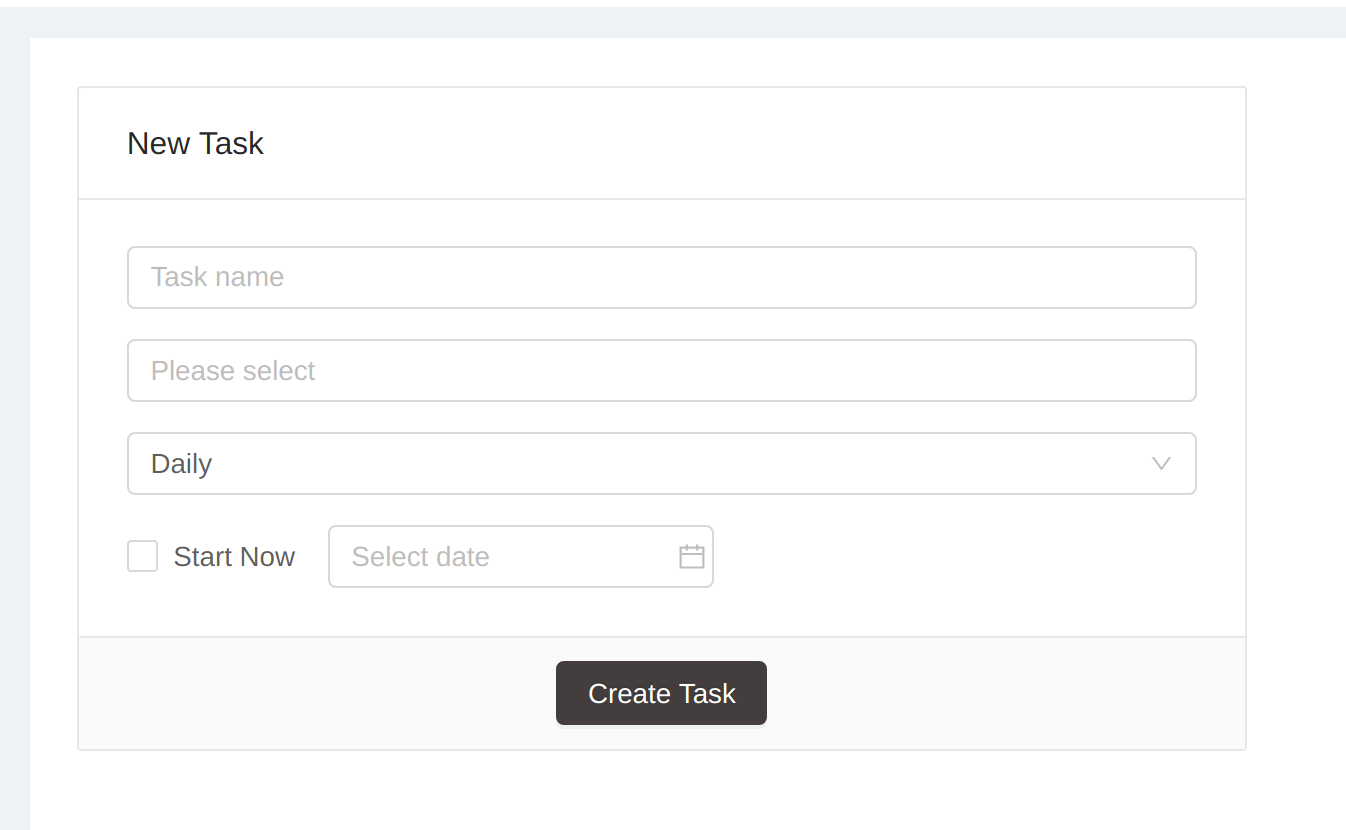 New Task
Task name
Please select
Daily
Start Now
Select date
Create Task